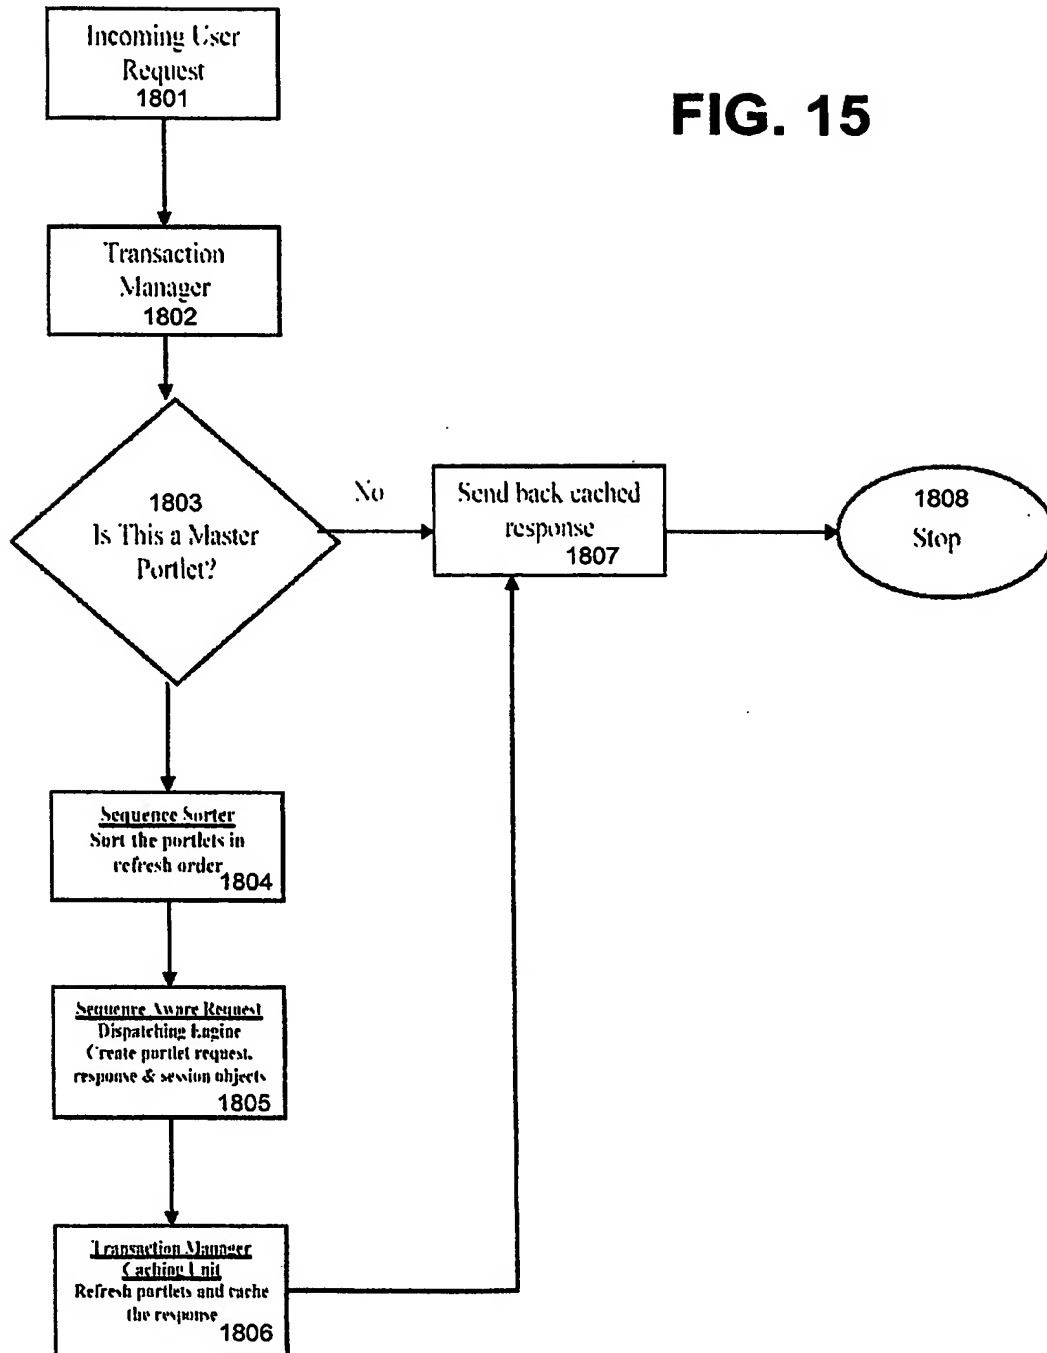 FIG. 15
Incoming User
Request
1801
Transaction
Manager
1802
1803
Is This a Master
Portlet?
No
Send back cached
response
1807
1808
Stop
Sequence Sorter
Sort the portlets in
refresh order
1804
Sequence Aware Request
Dispatching Engine
Create portlet request,
response & session objects
1805
Transaction Manager
Caching Unit
Refresh portlets and cache
the response
1806